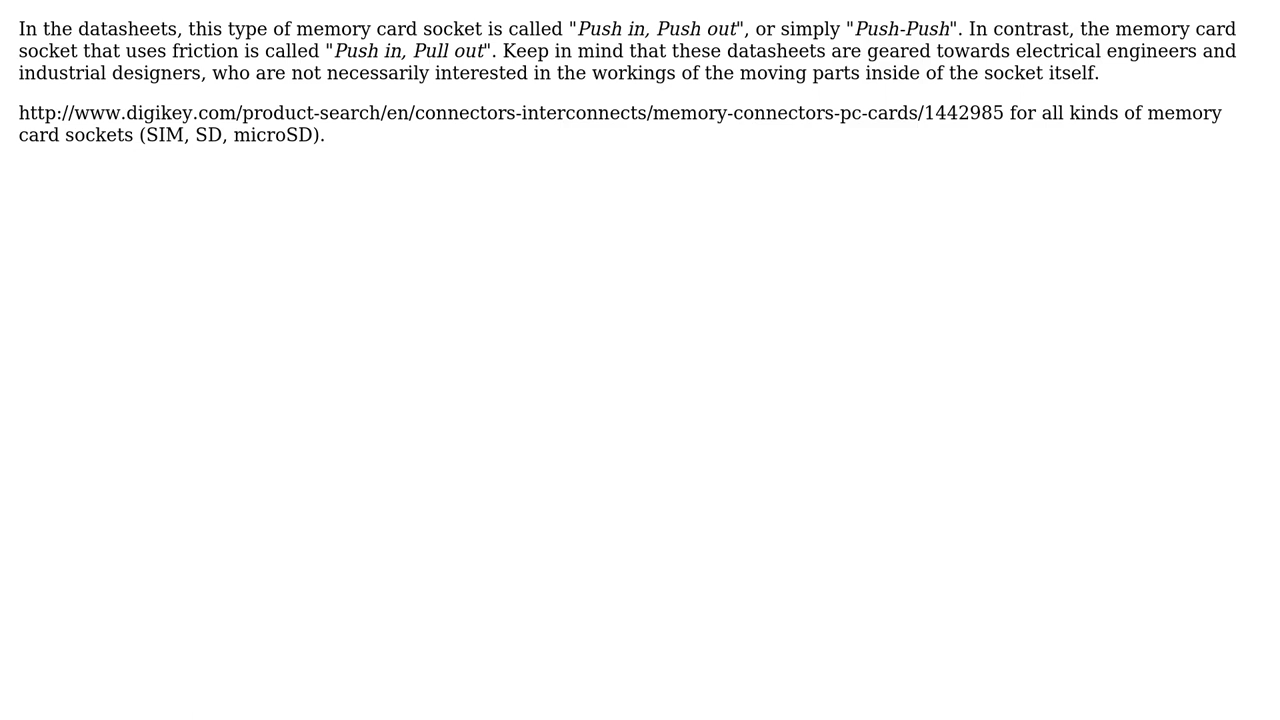 In the datasheets, this type of memory card socket is called "Push in, Push out", or simply "Push-Push". In contrast, the memory card
socket that uses friction is called "Push in, Pull out". Keep in mind that these datasheets are geared towards electrical engineers and
industrial designers, who are not necessarily interested in the workings of the moving parts inside of the socket itself.
http://www.digikey.com/product-search/en/connectors-interconnects/memory-connectors-pc-cards/1442985 for all kinds of memory
card sockets (SIM, SD, microSD).